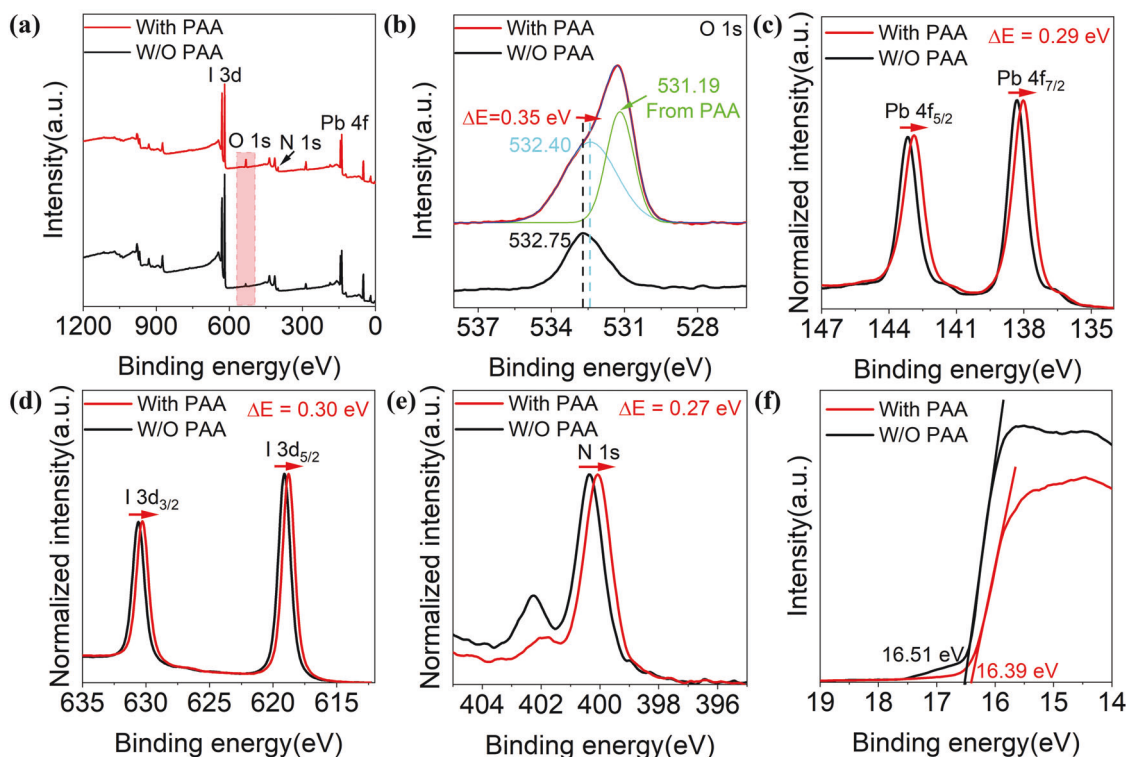 (a)
With PAA
W/O PAA
I 3d
O 1s
N 1s
Pb 4f
Intensity(a.u.)
1200 900 600 300 0
Binding energy(eV)
(b)
With PAA
W/O PAA
O 1s
531.19
From PAA
ΔE=0.35 eV
532.40
532.75
Intensity(a.u.)
537 534 531 528
Binding energy(eV)
(c)
With PAA
W/O PAA
ΔE = 0.29 eV
Pb 4f7/2
Pb 4f5/2
Normalized intensity(a.u.)
147 144 141 138 135
Binding energy(eV)
(d)
With PAA
W/O PAA
ΔE = 0.30 eV
I 3d5/2
I 3d3/2
Normalized intensity(a.u.)
635 630 625 620 615
Binding energy(eV)
(e)
With PAA
W/O PAA
ΔE = 0.27 eV
N 1s
Normalized intensity(a.u.)
404 402 400 398 396
Binding energy(eV)
(f)
With PAA
W/O PAA
16.51 eV
16.39 eV
Intensity(a.u.)
19 18 17 16 15 14
Binding energy(eV)